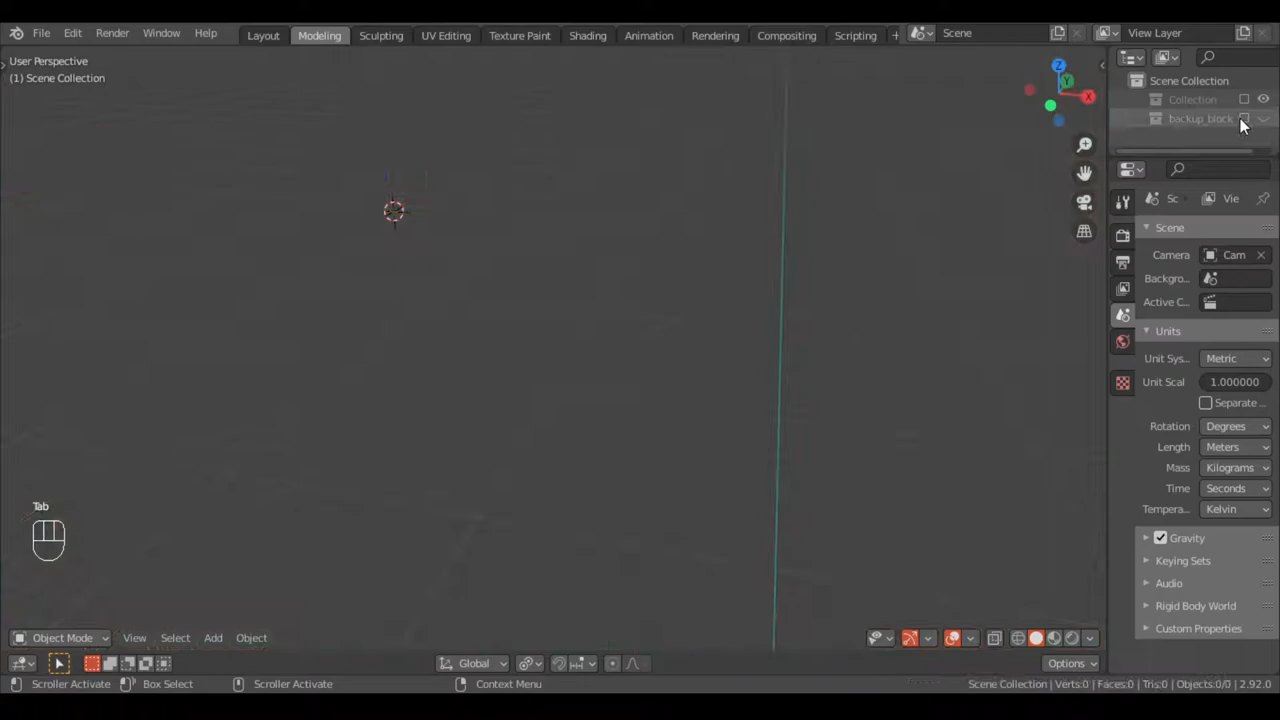 File Edit Render Window Help Layout Modeling Sculpting UV Editing Texture Paint Shading Animation Rendering Compositing Scripting + Scene View Layer
User Perspective
(1) Scene Collection
Z
Y
X
Scene Collection
Collection
backup_block
Sc Vie
Scene
Camera Cam
Backgro...
Active C...
Units
Unit Sys... Metric
Unit Scal 1.000000
Separate ...
Rotation Degrees
Length Meters
Mass Kilograms
Time Seconds
Tempera... Kelvin
Gravity
Keying Sets
Audio
Rigid Body World
Custom Properties
Tab
Object Mode View Select Add Object
Global Options
Scroller Activate Box Select Scroller Activate Context Menu Scene Collection | Verts:0 | Faces:0 | Tris:0 | Objects:0/0 | 2.92.0